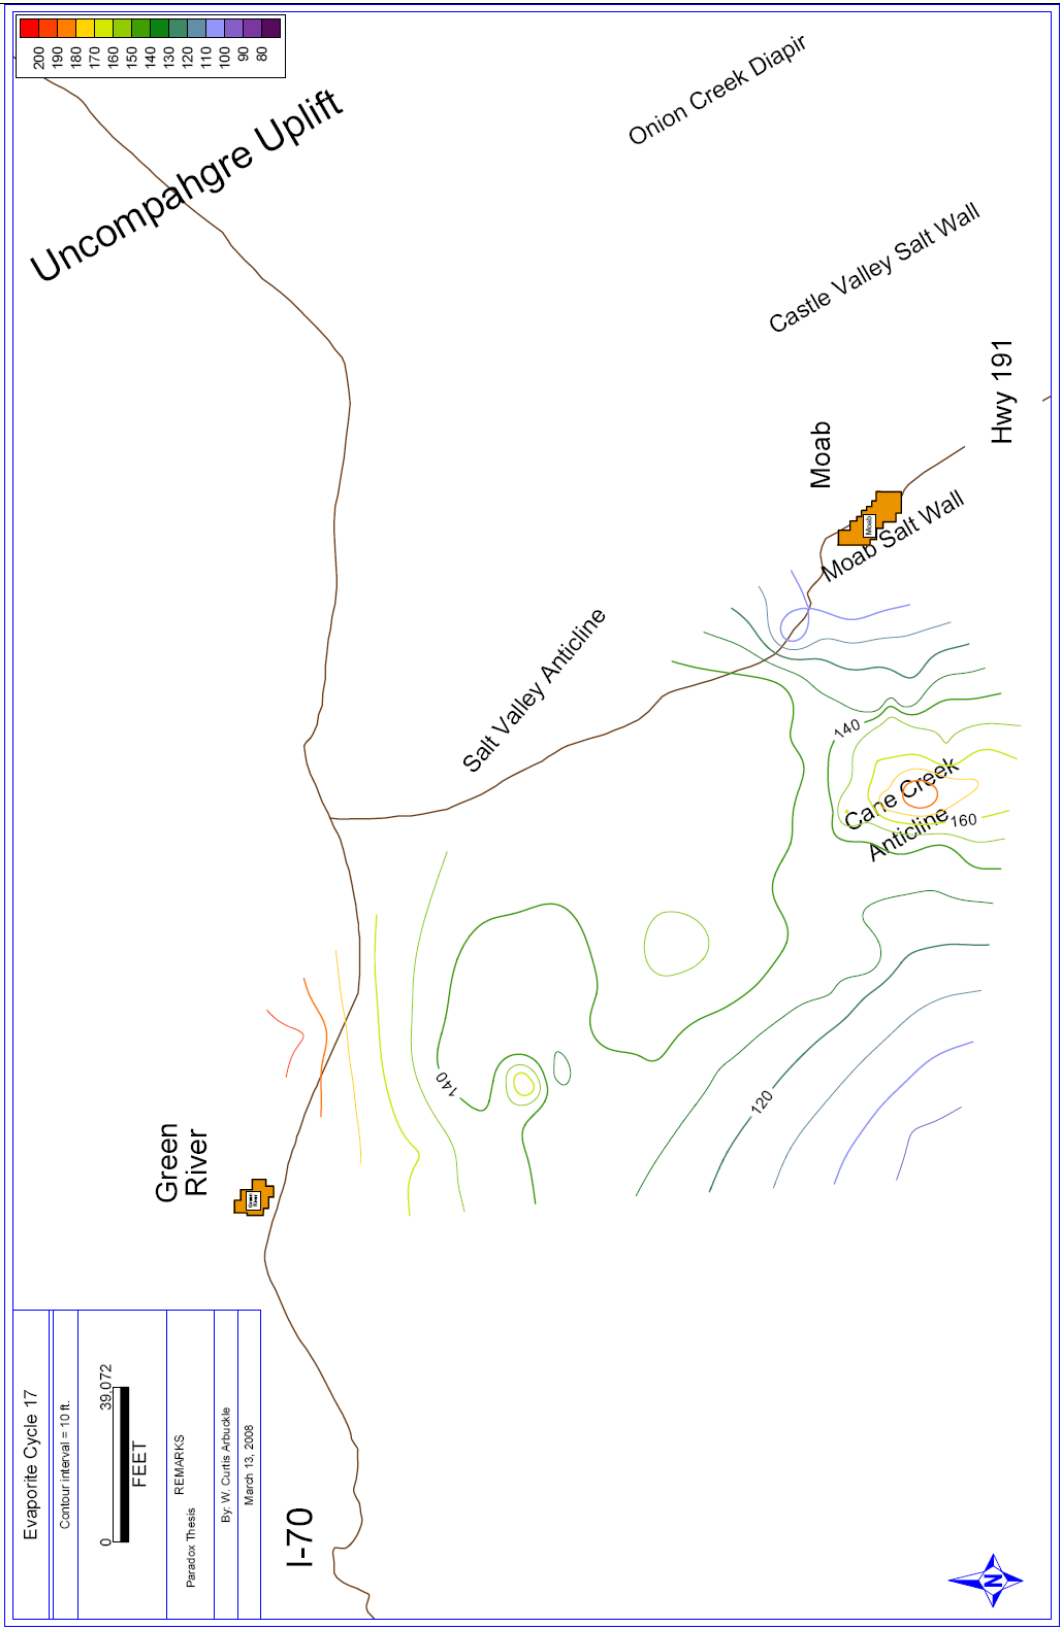 200
190
180
170
160
150
140
130
120
110
100
90
80
Uncompahgre Uplift
Onion Creek Diapir
Castle Valley Salt Wall
Hwy 191
Moab
Moab
Moab Salt Wall
Salt Valley Anticline
140
Cane Creek
Anticline
160
140
120
Green
River
Green
River
I-70
Evaporite Cycle 17
Contour interval = 10 ft.
0
39,072
FEET
REMARKS
Paradox Thesis
By: W. Curtis Arbuckle
March 13, 2008
N